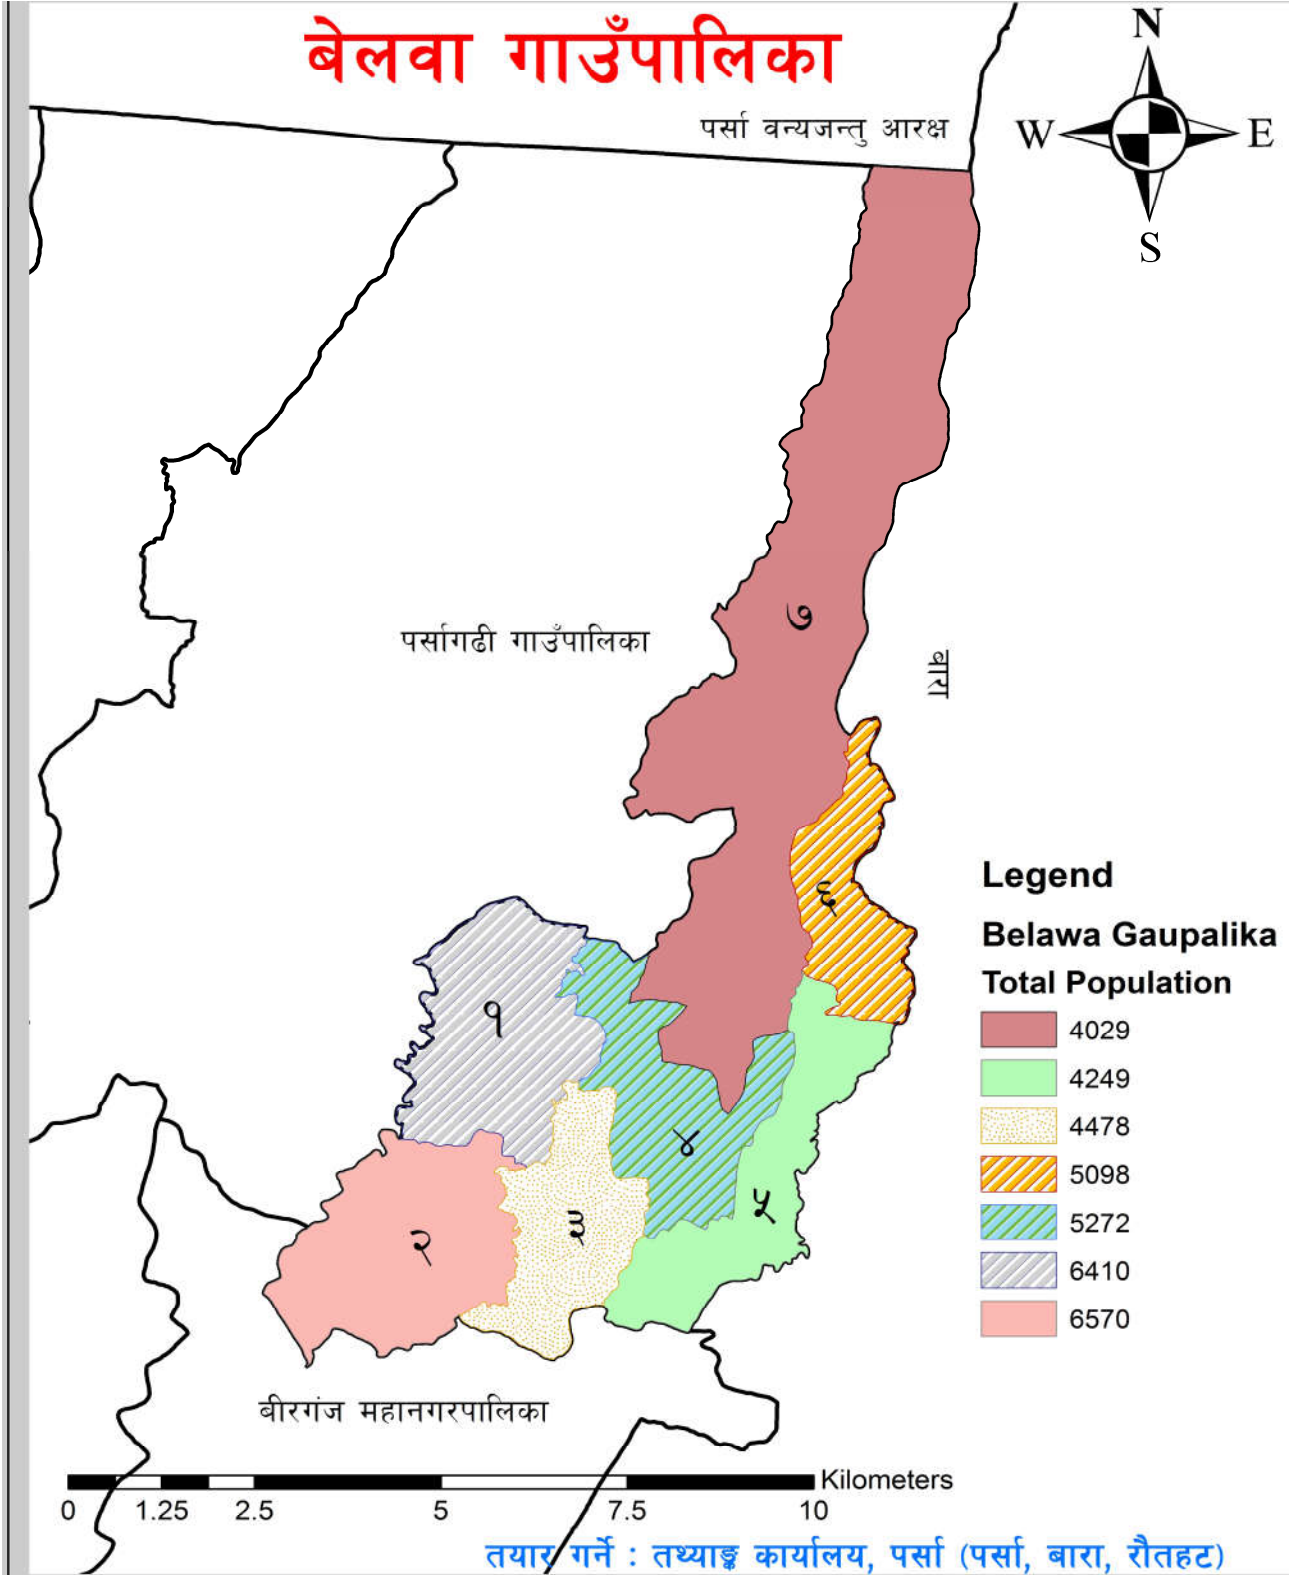 बेलवा गाउँपालिका
N
पर्सा वन्यजन्तु आरक्ष
W
E
S
७
पर्सागढी गाउँपालिका
बारा
६
Legend
Belawa Gaupalika
Total Population
4029
4249
4478
5098
5272
6410
6570
१
४
५
३
२
बीरगंज महानगरपालिका
Kilometers
0 1.25 2.5 5 7.5 10
तयार गर्ने : तथ्याङ्क कार्यालय, पर्सा (पर्सा, बारा, रौतहट)